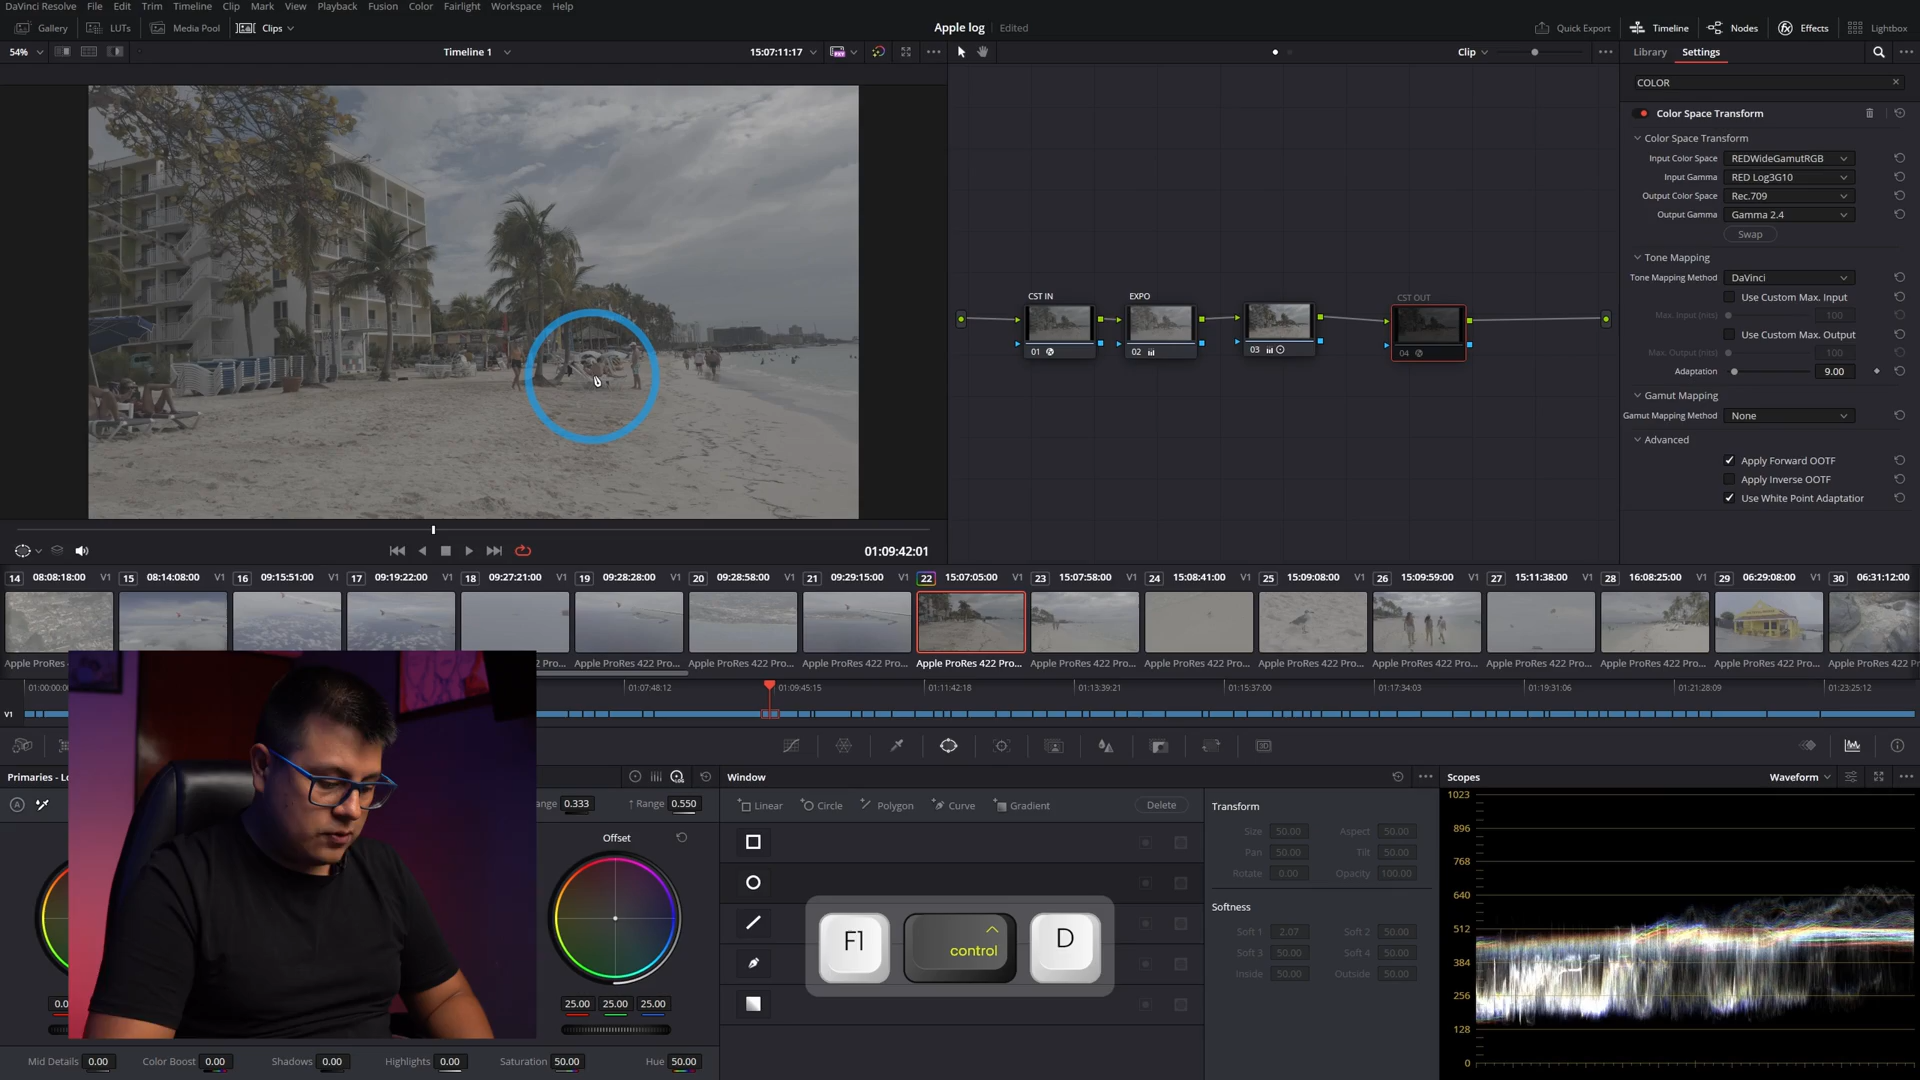 DaVinci Resolve File Edit Trim Timeline Clip Mark View Playback Fusion Color Fairlight Workspace Help
Gallery LUTs Media Pool Clips Apple log Edited Quick Export Timeline Nodes Effects Lightbox
54% Timeline 1 15:07:11:17 Clip Library Settings
COLOR
Color Space Transform
Color Space Transform
Input Color Space REDWideGamutRGB
Input Gamma RED Log3G10
Output Color Space Rec.709
Output Gamma Gamma 2.4
Swap
Tone Mapping
Tone Mapping Method DaVinci
Use Custom Max. Input
Max. Input (nits) 100
Use Custom Max. Output
Max. Output (nits) 100
Adaptation 9.00
Gamut Mapping
Gamut Mapping Method None
Advanced
Apply Forward OOTF
Apply Inverse OOTF
Use White Point Adaptatior
CST IN EXPO CST OUT
01 02 03 04
01:09:42:01
14 08:08:18:00 V1 15 08:14:08:00 V1 16 09:15:51:00 V1 17 09:19:22:00 V1 18 09:27:21:00 V1 19 09:28:28:00 V1 20 09:28:58:00 V1 21 09:29:15:00 V1 22 15:07:05:00 V1 23 15:07:58:00 V1 24 15:08:41:00 V1 25 15:09:08:00 V1 26 15:09:59:00 V1 27 15:11:38:00 V1 28 16:08:25:00 V1 29 06:29:08:00 V1 30 06:31:12:00
Apple ProRes 422 Pro... Apple ProRes 422 Pro... Apple ProRes 422 Pro... Apple ProRes 422 Pro... Apple ProRes 422 Pro... Apple ProRes 422 Pro... Apple ProRes 422 Pro... Apple ProRes 422 Pro... Apple ProRes 422 Pro... Apple ProRes 422 Pro... Apple ProRes 422 Pro...
01:00:00:00 01:07:48:12 01:09:45:15 01:11:42:18 01:13:39:21 01:15:37:00 01:17:34:03 01:19:31:06 01:21:28:09 01:23:25:12
V1
Primaries - Lo Window Scopes Waveform
A ange 0.333 Range 0.550
Linear Circle Polygon Curve Gradient Delete
Offset
25.00 25.00 25.00
Transform
Size 50.00 Aspect 50.00
Pan 50.00 Tilt 50.00
Rotate 0.00 Opacity 100.00
Softness
Soft 1 2.07 Soft 2 50.00
Soft 3 50.00 Soft 4 50.00
Inside 50.00 Outside 50.00
F1 control D
1023
896
768
640
512
384
256
128
0
Mid Details 0.00 Color Boost 0.00 Shadows 0.00 Highlights 0.00 Saturation 50.00 Hue 50.00